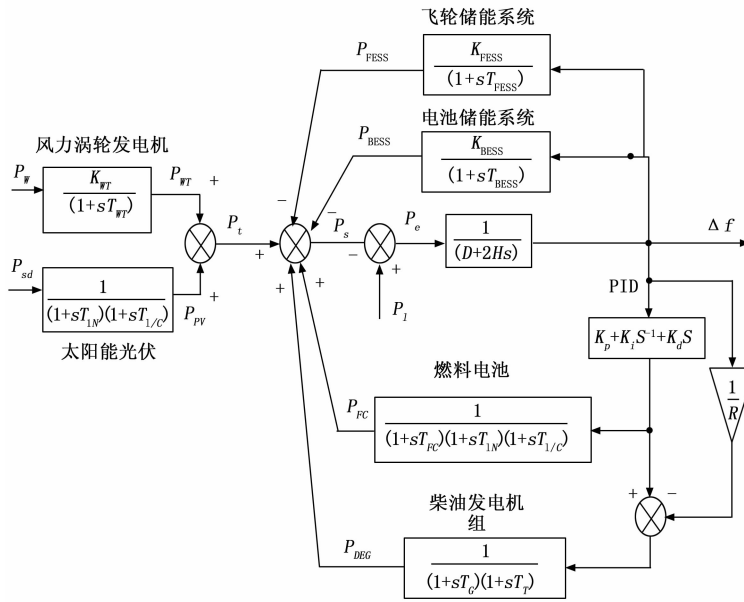 飞轮储能系统
P_FESS
K_FESS
(1+sT_FESS)
电池储能系统
P_BESS
K_BESS
(1+sT_BESS)
风力涡轮发电机
P_W
K_WT
(1+sT_WT)
P_WT
+
−
−
P_t
+
P_s
−
P_e
1
(D+2Hs)
Δf
P_sd
1
(1+sT_1N)(1+sT_1/C)
P_PV
+
+
+
+
P_1
太阳能光伏
PID
K_p+K_iS^-1+K_dS
1
R
燃料电池
P_FC
1
(1+sT_FC)(1+sT_1N)(1+sT_1/C)
+
−
柴油发电机
组
P_DEG
1
(1+sT_G)(1+sT_T)